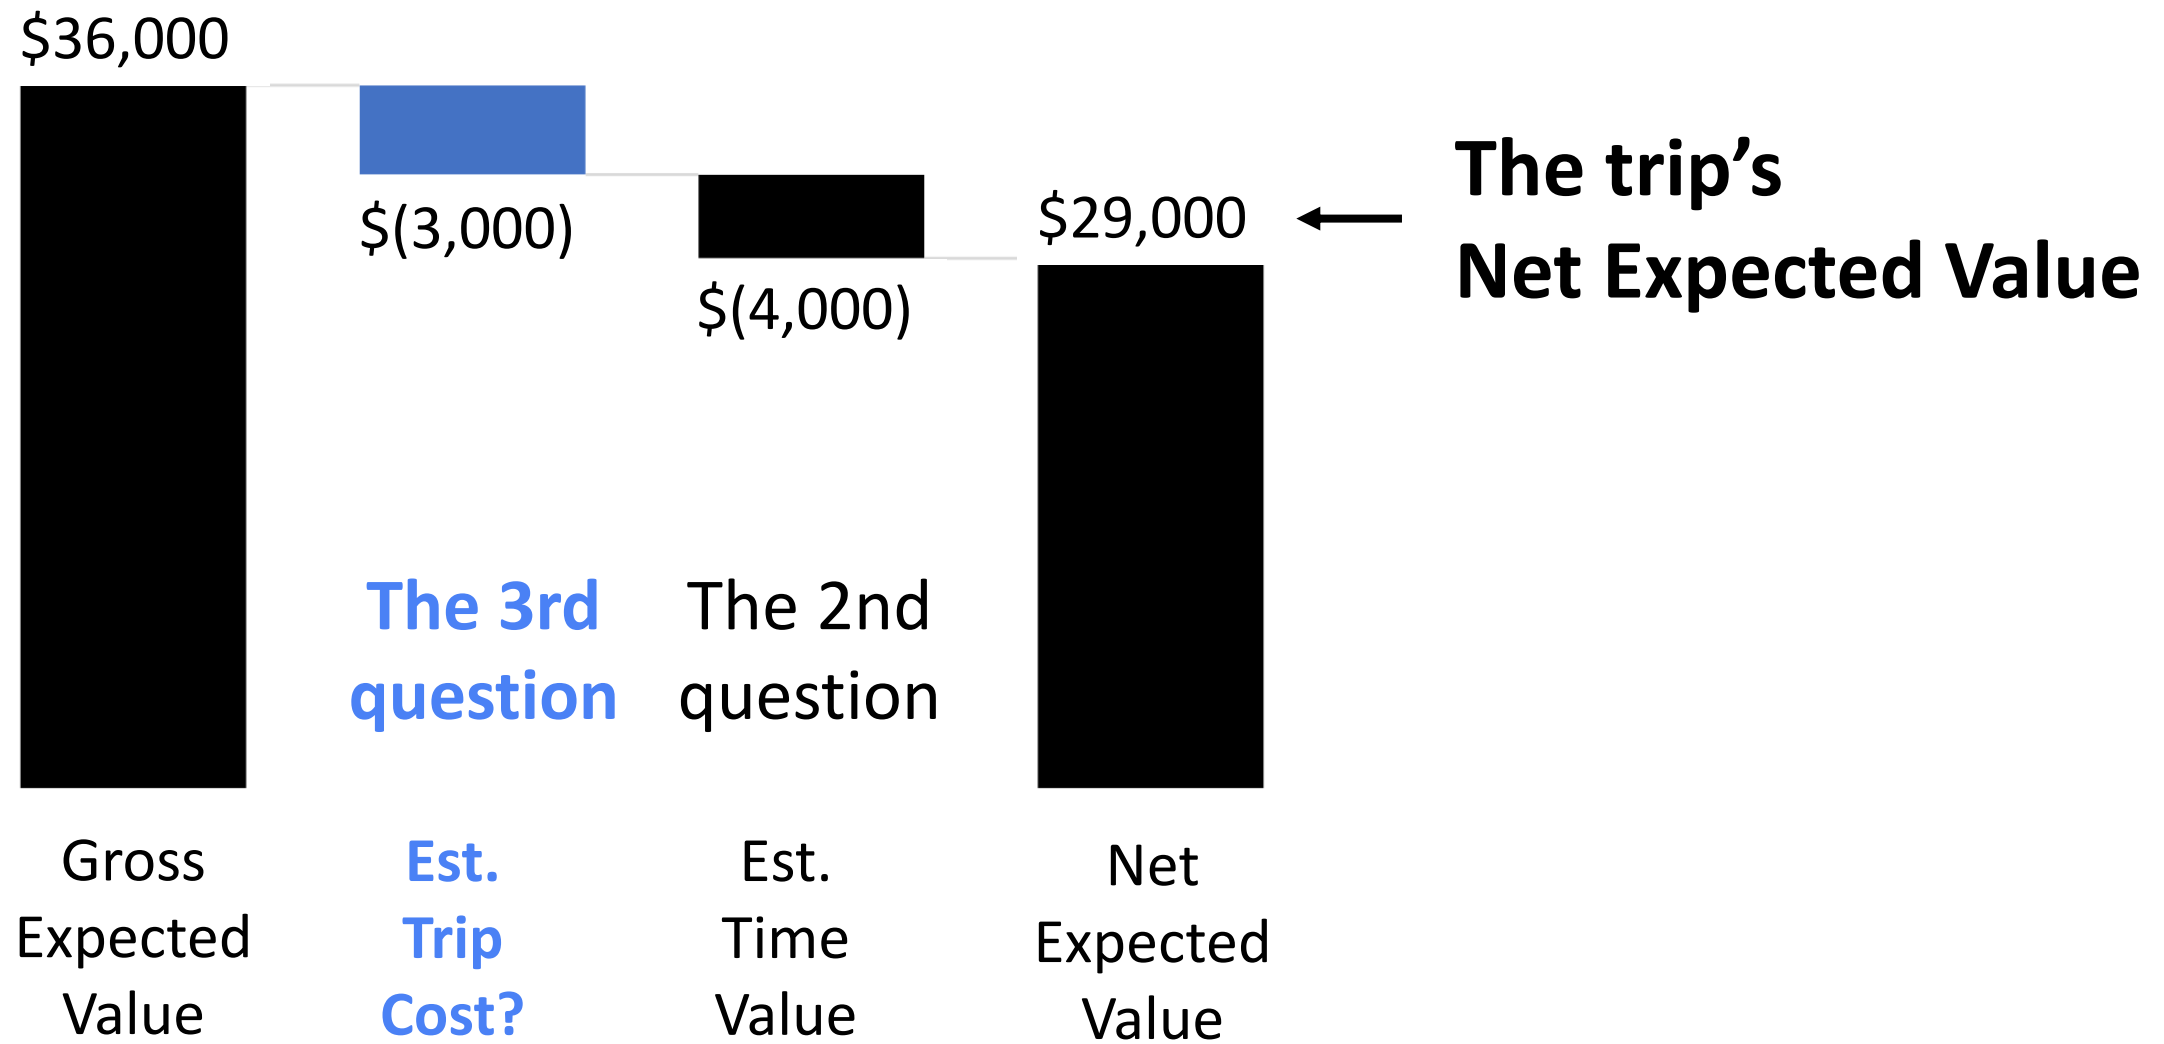 $36,000
$(3,000)
$(4,000)
$29,000
The trip’s
Net Expected Value
The 3rd
question
The 2nd
question
Gross
Expected
Value
Est.
Trip
Cost?
Est.
Time
Value
Net
Expected
Value